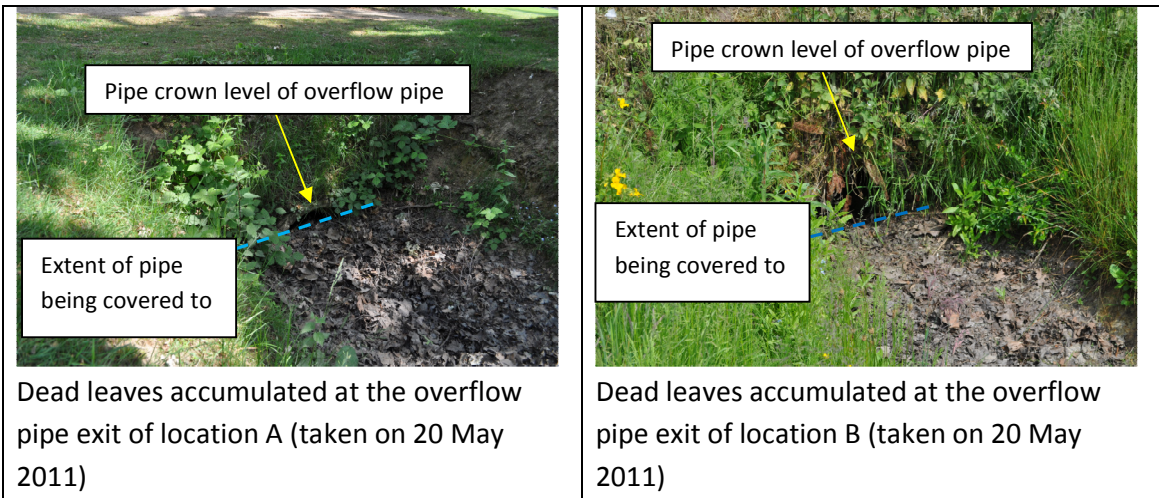 Pipe crown level of overflow pipe
Extent of pipe
being covered to
Dead leaves accumulated at the overflow
pipe exit of location A (taken on 20 May
2011)
Pipe crown level of overflow pipe
Extent of pipe
being covered to
Dead leaves accumulated at the overflow
pipe exit of location B (taken on 20 May
2011)